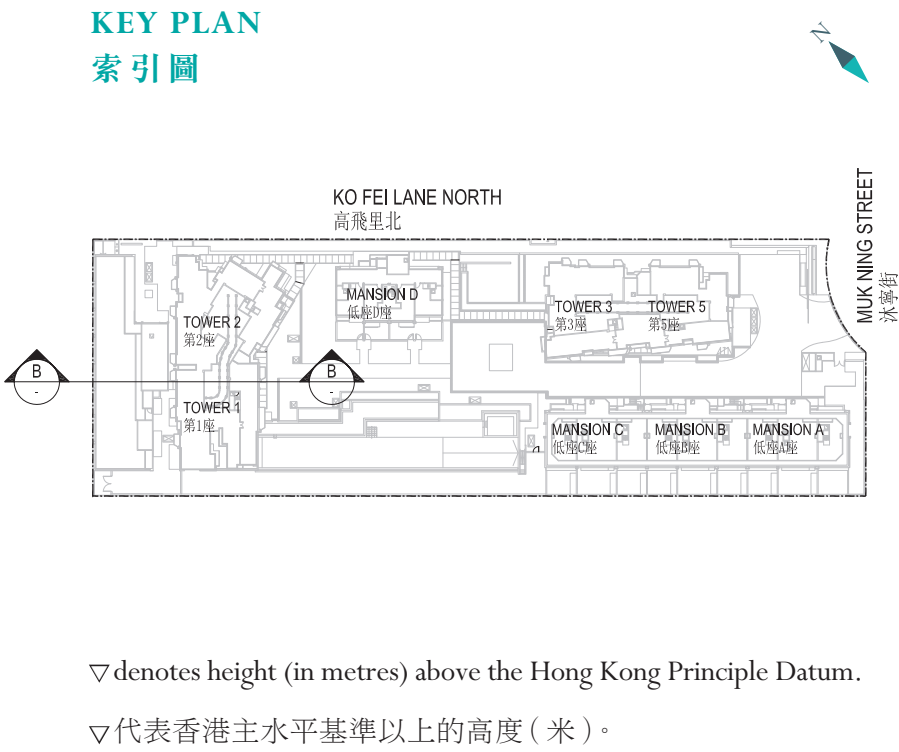 KEY PLAN
索引圖
N
KO FEI LANE NORTH
高飛里北
MUK NING STREET
沐寧街
MANSION D
低座D座
TOWER 2
第2座
TOWER 3
第3座
TOWER 5
第5座
B
-
B
-
TOWER 1
第1座
MANSION C
低座C座
MANSION B
低座B座
MANSION A
低座A座
▽denotes height (in metres) above the Hong Kong Principle Datum.
▽代表香港主水平基準以上的高度(米)。